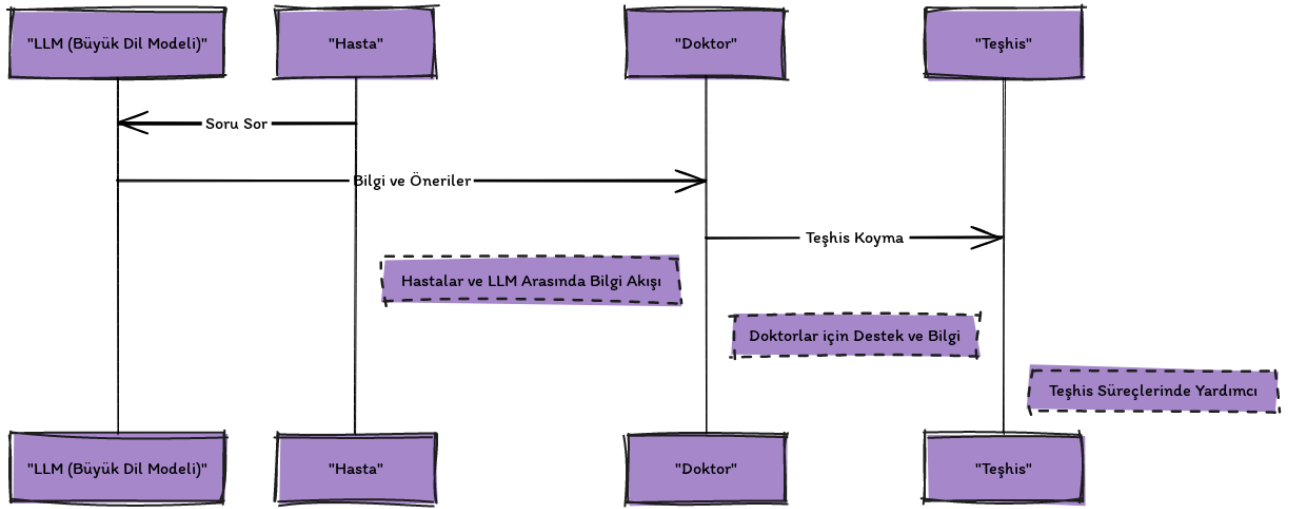 "LLM (Büyük Dil Modeli)"
"Hasta"
"Doktor"
"Teşhis"
Soru Sor
Bilgi ve Öneriler
Teşhis Koyma
Hastalar ve LLM Arasında Bilgi Akışı
Doktorlar için Destek ve Bilgi
Teşhis Süreçlerinde Yardımcı
"LLM (Büyük Dil Modeli)"
"Hasta"
"Doktor"
"Teşhis"